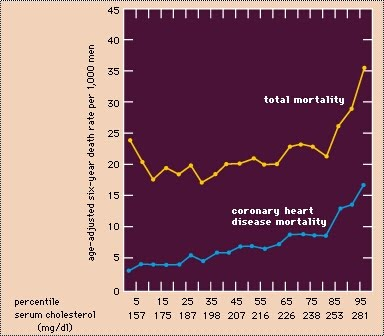 age-adjusted six-year death rate per 1,000 men
45
40
35
30
25
20
15
10
5
0
total mortality
coronary heart
disease mortality
percentile 5 15 25 35 45 55 65 75 85 95
serum cholesterol 157 175 187 198 207 216 226 238 253 281
(mg/dl)